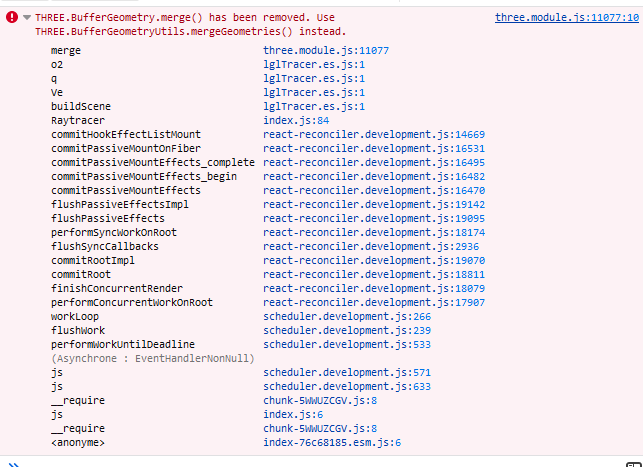 THREE.BufferGeometry.merge() has been removed. Use three.module.js:11077:10
THREE.BufferGeometryUtils.mergeGeometries() instead.
merge three.module.js:11077
o2 lglTracer.es.js:1
q lglTracer.es.js:1
Ve lglTracer.es.js:1
buildScene lglTracer.es.js:1
Raytracer index.js:84
commitHookEffectListMount react-reconciler.development.js:14669
commitPassiveMountOnFiber react-reconciler.development.js:16531
commitPassiveMountEffects_complete react-reconciler.development.js:16495
commitPassiveMountEffects_begin react-reconciler.development.js:16482
commitPassiveMountEffects react-reconciler.development.js:16470
flushPassiveEffectsImpl react-reconciler.development.js:19142
flushPassiveEffects react-reconciler.development.js:19095
performSyncWorkOnRoot react-reconciler.development.js:18174
flushSyncCallbacks react-reconciler.development.js:2936
commitRootImpl react-reconciler.development.js:19070
commitRoot react-reconciler.development.js:18811
finishConcurrentRender react-reconciler.development.js:18079
performConcurrentWorkOnRoot react-reconciler.development.js:17907
workLoop scheduler.development.js:266
flushWork scheduler.development.js:239
performWorkUntilDeadline scheduler.development.js:533
(Asynchrone : EventHandlerNonNull)
js scheduler.development.js:571
js scheduler.development.js:633
__require chunk-5WWUZCGV.js:8
js index.js:6
__require chunk-5WWUZCGV.js:8
<anonyme> index-76c68185.esm.js:6